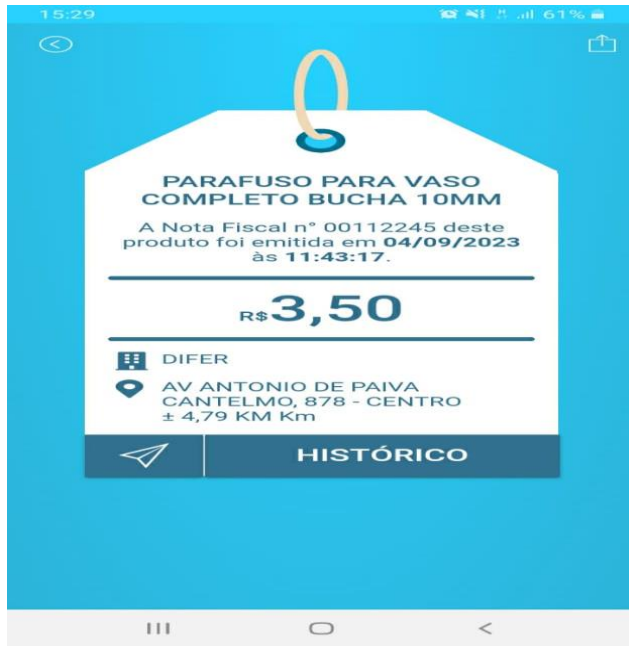 15:29 61%
PARAFUSO PARA VASO
COMPLETO BUCHA 10MM
A Nota Fiscal n° 00112245 deste
produto foi emitida em 04/09/2023
às 11:43:17.
R$3,50
DIFER
AV ANTONIO DE PAIVA
CANTELMO, 878 - CENTRO
± 4,79 KM Km
HISTÓRICO